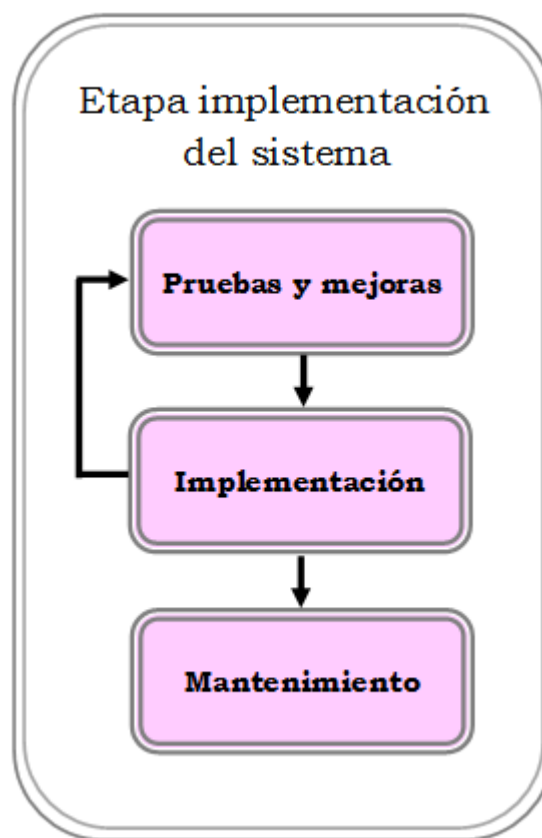 Etapa implementación
del sistema
Pruebas y mejoras
Implementación
Mantenimiento